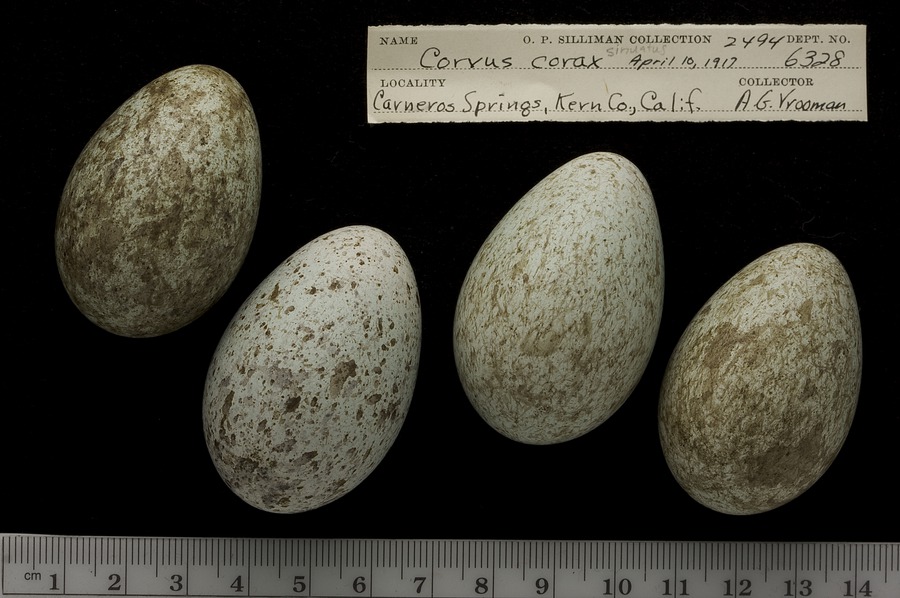 NAME O. P. SILLIMAN COLLECTION 2494 DEPT. NO.
sinuatus
Corvus corax April 10, 1917 6328
LOCALITY COLLECTOR
Carneros Springs, Kern Co., Calif. A.G. Vrooman
cm 1 2 3 4 5 6 7 8 9 10 11 12 13 14